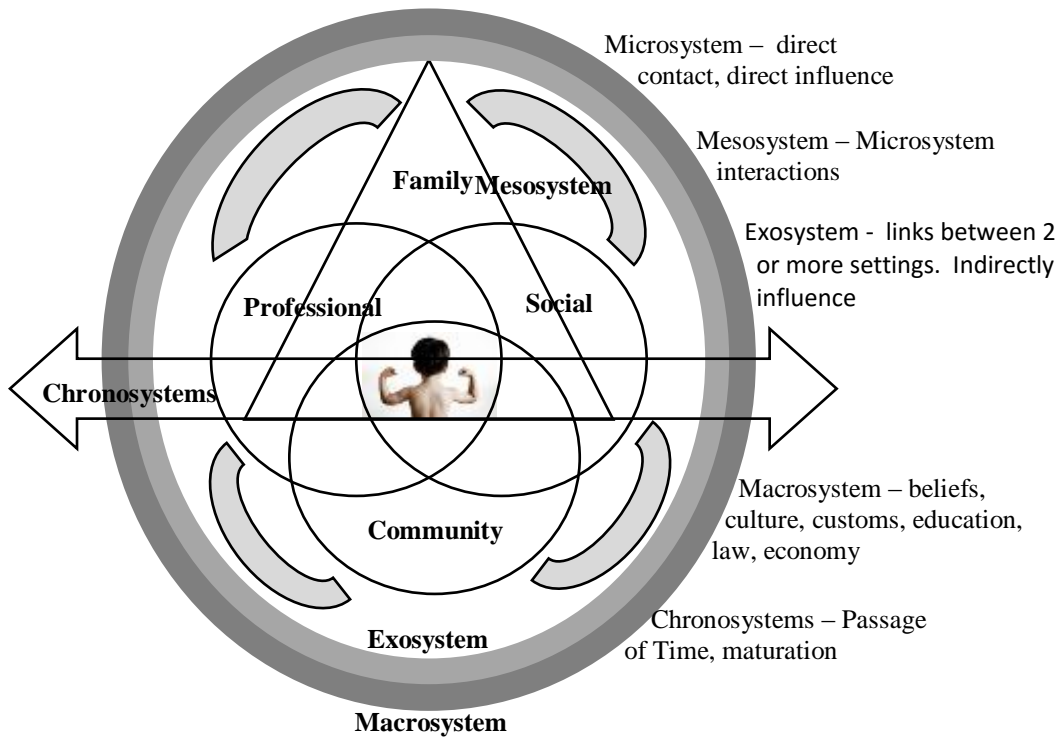 Microsystem – direct
contact, direct influence
Mesosystem – Microsystem
interactions
Family
Mesosystem
Exosystem - links between 2
or more settings. Indirectly
influence
Professional
Social
Chronosystems
Macrosystem – beliefs,
culture, customs, education,
law, economy
Community
Chronosystems – Passage
of Time, maturation
Exosystem
Macrosystem